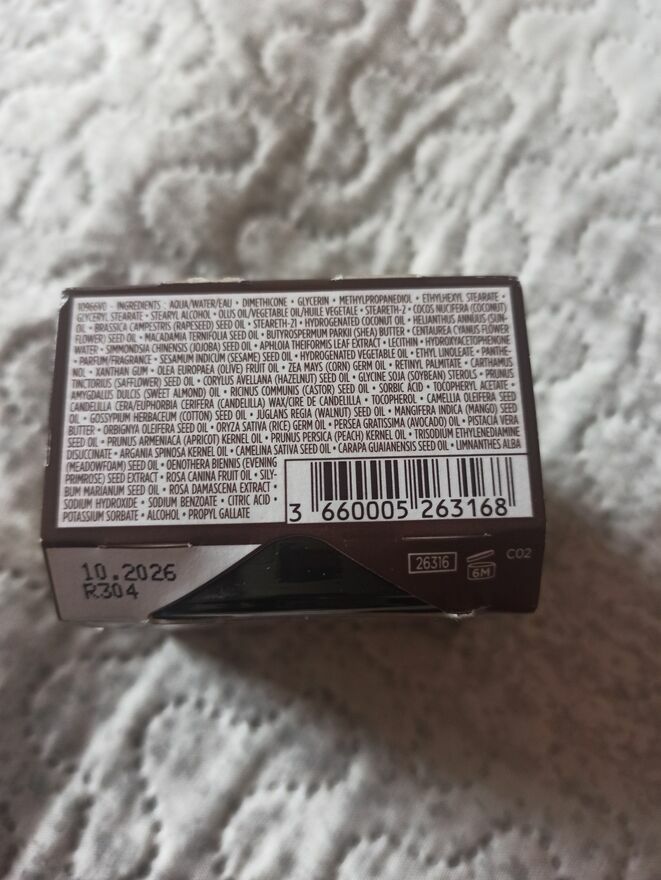 10966V0 - INGREDIENTS : AQUA/WATER/EAU • DIMETHICONE • GLYCERIN • METHYLPROPANEDIOL • ETHYLHEXYL STEARATE •
GLYCERYL STEARATE • STEARYL ALCOHOL • OLUS OIL/VEGETABLE OIL/HUILE VEGETALE • STEARETH-2 • COCOS NUCIFERA (COCONUT)
OIL • BRASSICA CAMPESTRIS (RAPESEED) SEED OIL • STEARETH-21 • HYDROGENATED COCONUT OIL • HELIANTHUS ANNUUS (SUN-
FLOWER) SEED OIL • MACADAMIA TERNIFOLIA SEED OIL • BUTYROSPERMUM PARKII (SHEA) BUTTER • CENTAUREA CYANUS FLOWER
WATER • SIMMONDSIA CHINENSIS (JOJOBA) SEED OIL • APHLOIA THEIFORMIS LEAF EXTRACT • LECITHIN • HYDROXYACETOPHENONE
• PARFUM/FRAGRANCE • SESAMUM INDICUM (SESAME) SEED OIL • HYDROGENATED VEGETABLE OIL • ETHYL LINOLEATE • PANTHE-
NOL • XANTHAN GUM • OLEA EUROPAEA (OLIVE) FRUIT OIL • ZEA MAYS (CORN) GERM OIL • RETINYL PALMITATE • CARTHAMUS
TINCTORIUS (SAFFLOWER) SEED OIL • CORYLUS AVELLANA (HAZELNUT) SEED OIL • GLYCINE SOJA (SOYBEAN) STEROLS • PRUNUS
AMYGDALUS DULCIS (SWEET ALMOND) OIL • RICINUS COMMUNIS (CASTOR) SEED OIL • SORBIC ACID • TOCOPHERYL ACETATE •
CANDELILLA CERA/EUPHORBIA CERIFERA (CANDELILLA) WAX/CIRE DE CANDELILLA • TOCOPHEROL • CAMELLIA OLEIFERA SEED
OIL • GOSSYPIUM HERBACEUM (COTTON) SEED OIL • JUGLANS REGIA (WALNUT) SEED OIL • MANGIFERA INDICA (MANGO) SEED
BUTTER • ORBIGNYA OLEIFERA SEED OIL • ORYZA SATIVA (RICE) GERM OIL • PERSEA GRATISSIMA (AVOCADO) OIL • PISTACIA VERA
SEED OIL • PRUNUS ARMENIACA (APRICOT) KERNEL OIL • PRUNUS PERSICA (PEACH) KERNEL OIL • TRISODIUM ETHYLENEDIAMINE
DISUCCINATE • ARGANIA SPINOSA KERNEL OIL • CAMELINA SATIVA SEED OIL • CARAPA GUAIANENSIS SEED OIL • LIMNANTHES ALBA
(MEADOWFOAM) SEED OIL • OENOTHERA BIENNIS (EVENING
PRIMROSE) SEED EXTRACT • ROSA CANINA FRUIT OIL • SILY-
BUM MARIANUM SEED OIL • ROSA DAMASCENA EXTRACT •
SODIUM HYDROXIDE • SODIUM BENZOATE • CITRIC ACID •
POTASSIUM SORBATE • ALCOHOL • PROPYL GALLATE
3 660005 263168
10.2026
R304
26316
6M
C02